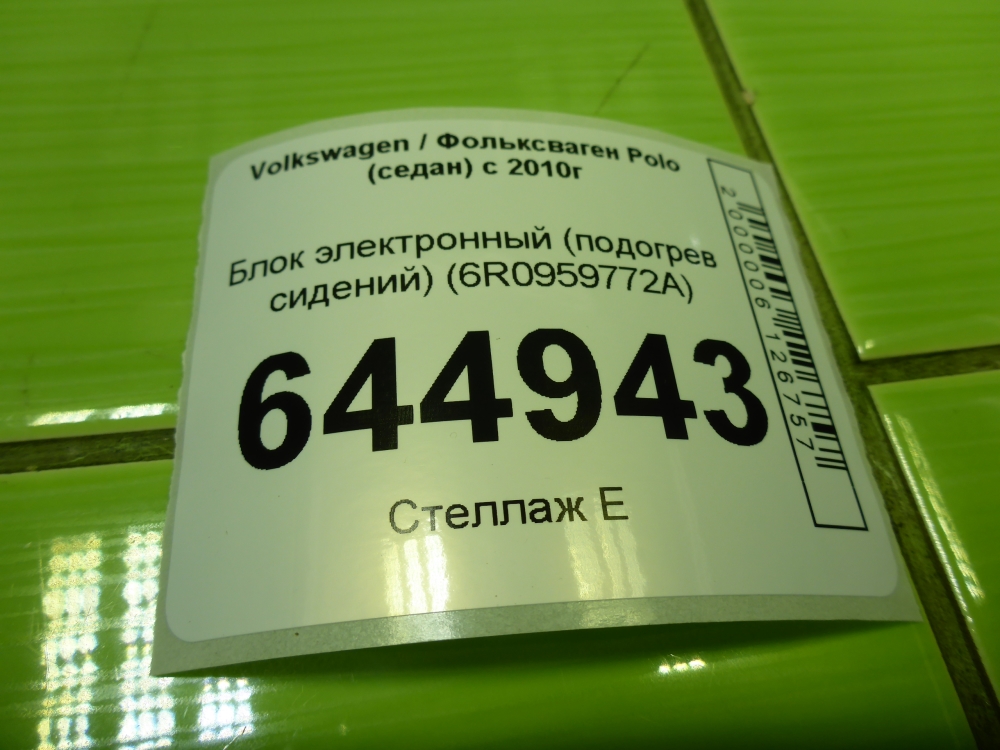 Volkswagen / Фольксваген Polo
(седан) с 2010г
Блок электронный (подогрев
сидений) (6R0959772A)
644943
Стеллаж Е
2000006126757